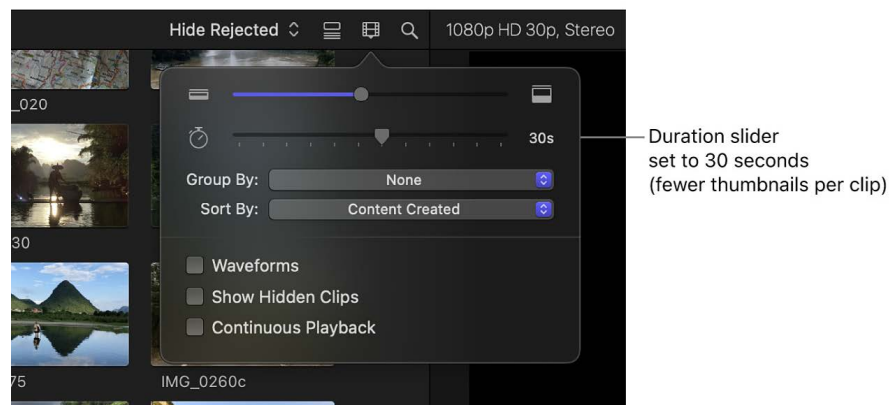 Hide Rejected
1080p HD 30p, Stereo
_020
30s
Duration slider
set to 30 seconds
(fewer thumbnails per clip)
Group By: None
Sort By: Content Created
30
Waveforms
Show Hidden Clips
Continuous Playback
75
IMG_0260c